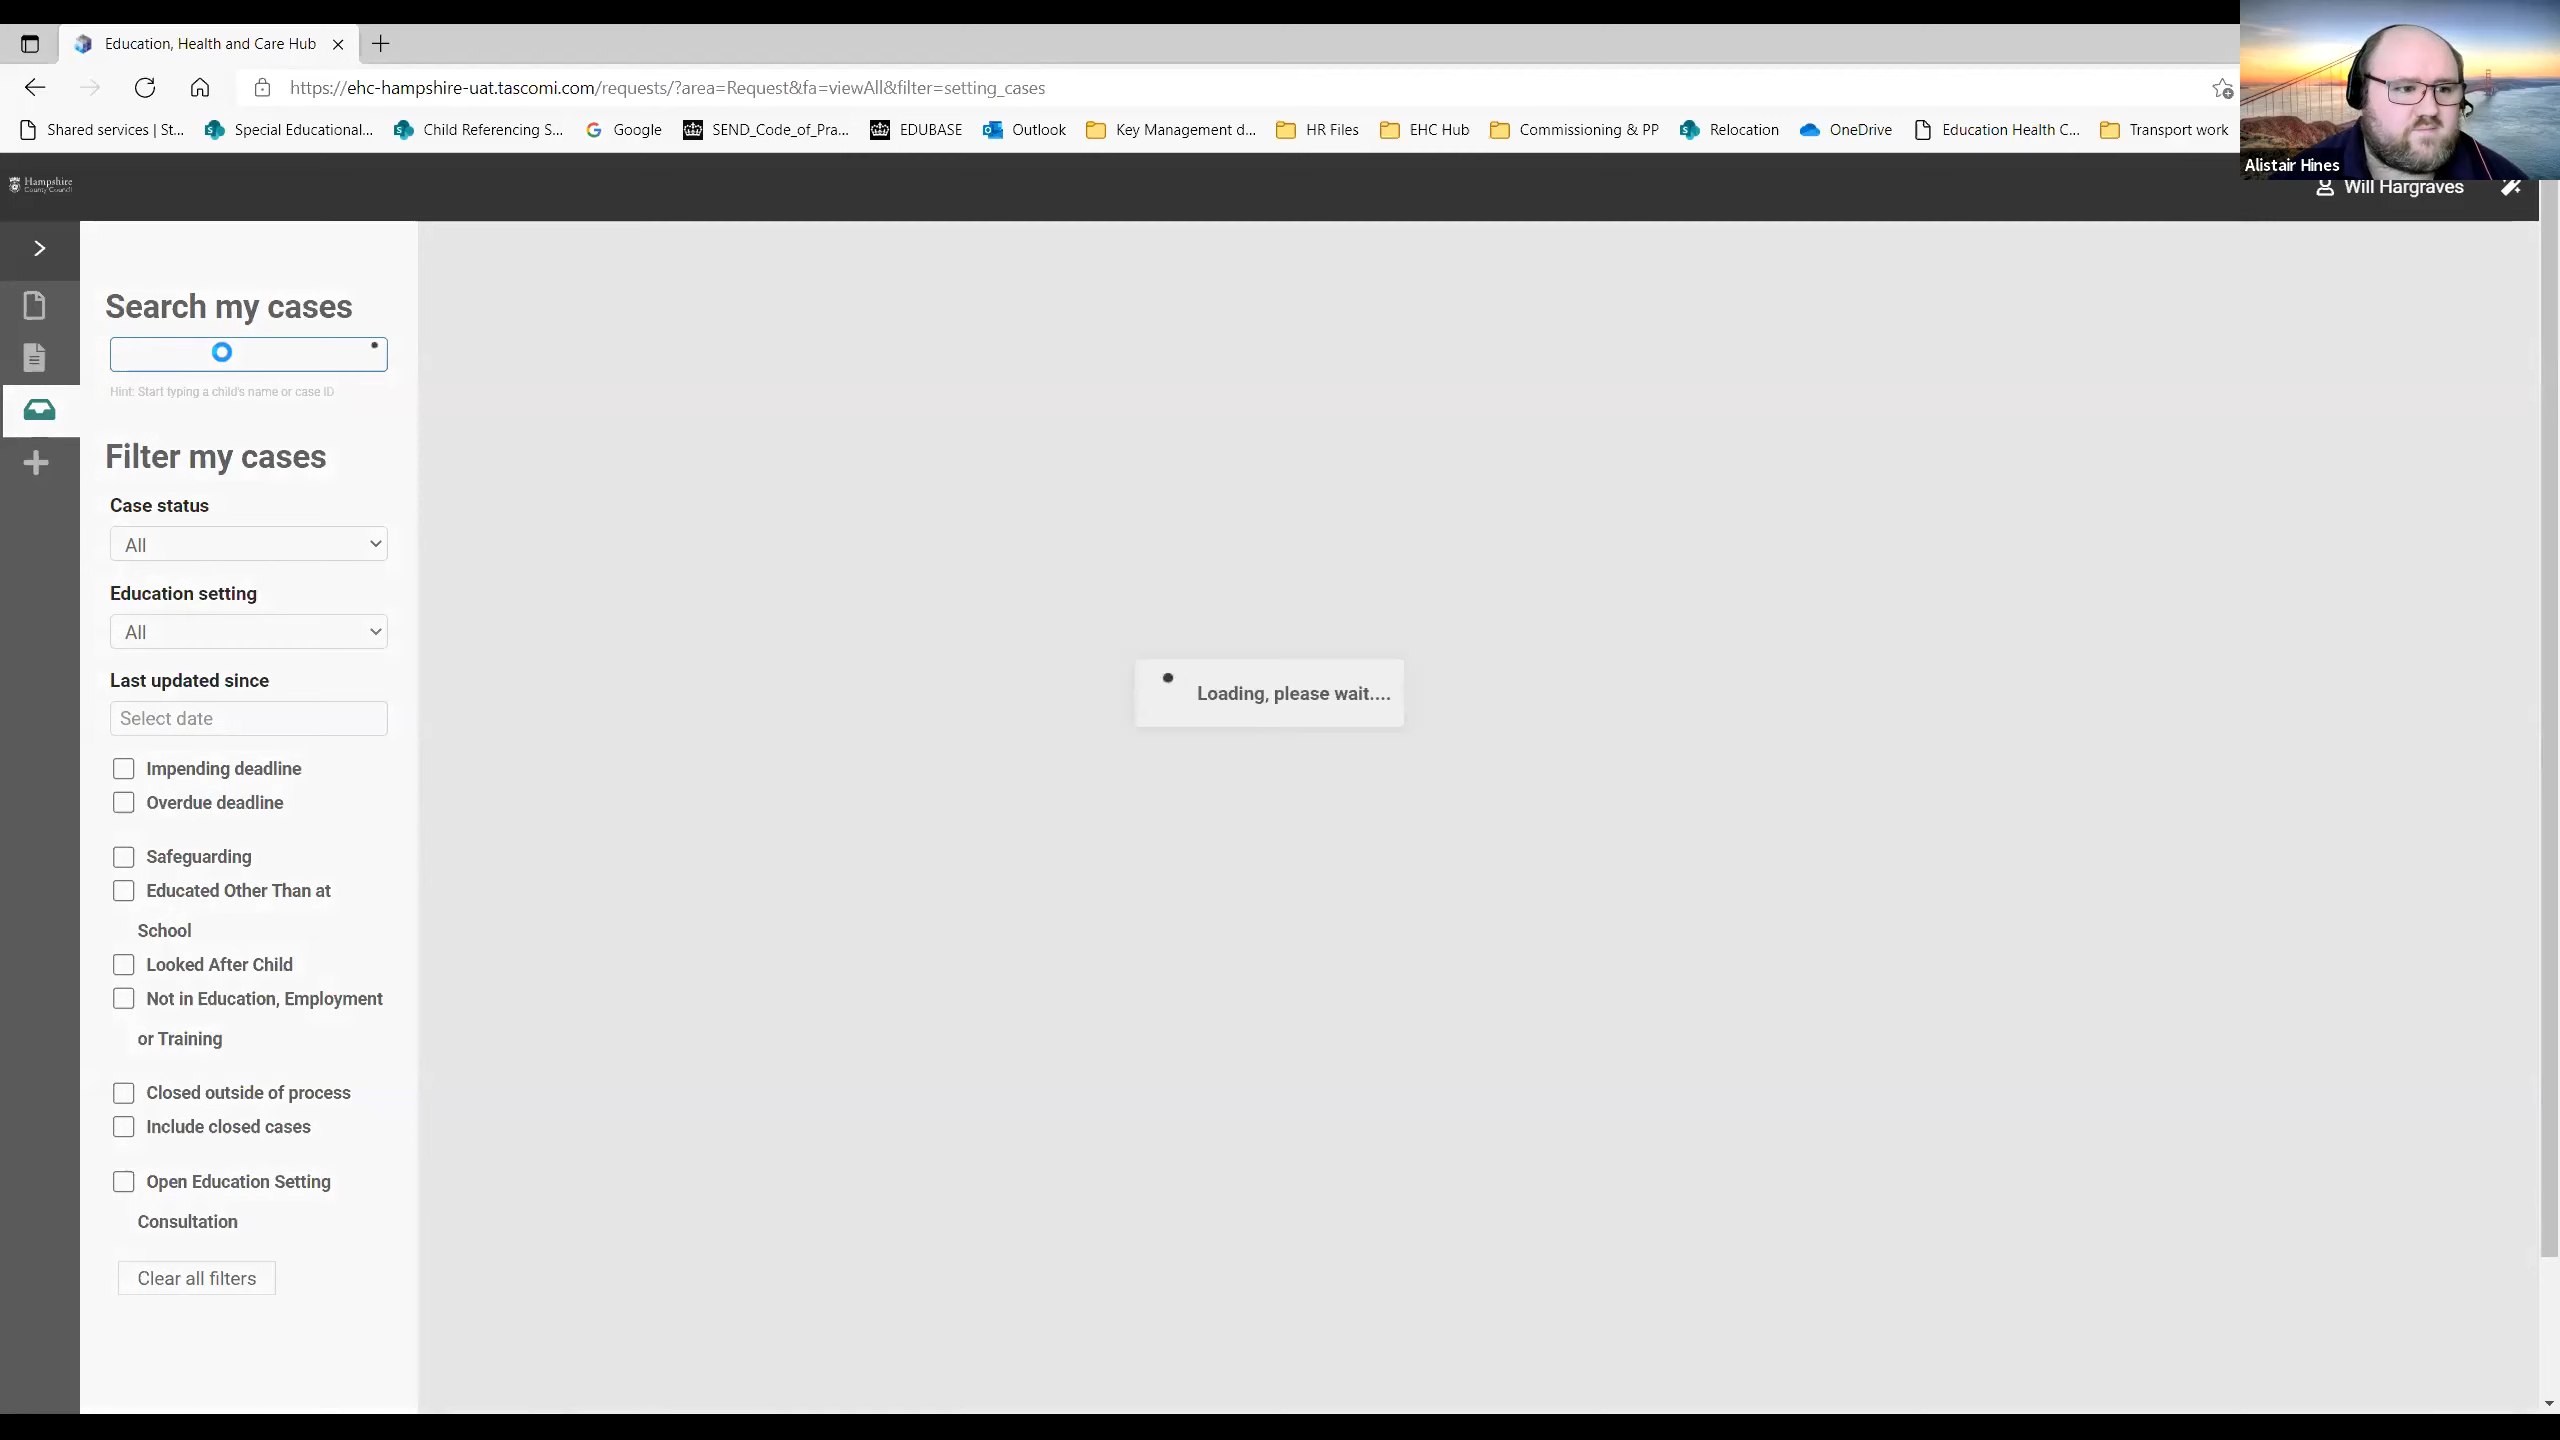 Education, Health and Care Hub
https://ehc-hampshire-uat.tascomi.com/requests/?area=Request&fa=viewAll&filter=setting_cases
Shared services | St... Special Educational... Child Referencing S... Google SEND_Code_of_Pra... EDUBASE Outlook Key Management d... HR Files EHC Hub Commissioning & PP Relocation OneDrive Education Health C... Transport work
Alistair Hines
Hampshire
County Council
Will Hargraves
Search my cases
Hint: Start typing a child's name or case ID
Filter my cases
Case status
All
Education setting
All
Last updated since
Select date
Loading, please wait....
Impending deadline
Overdue deadline
Safeguarding
Educated Other Than at
School
Looked After Child
Not in Education, Employment
or Training
Closed outside of process
Include closed cases
Open Education Setting
Consultation
Clear all filters